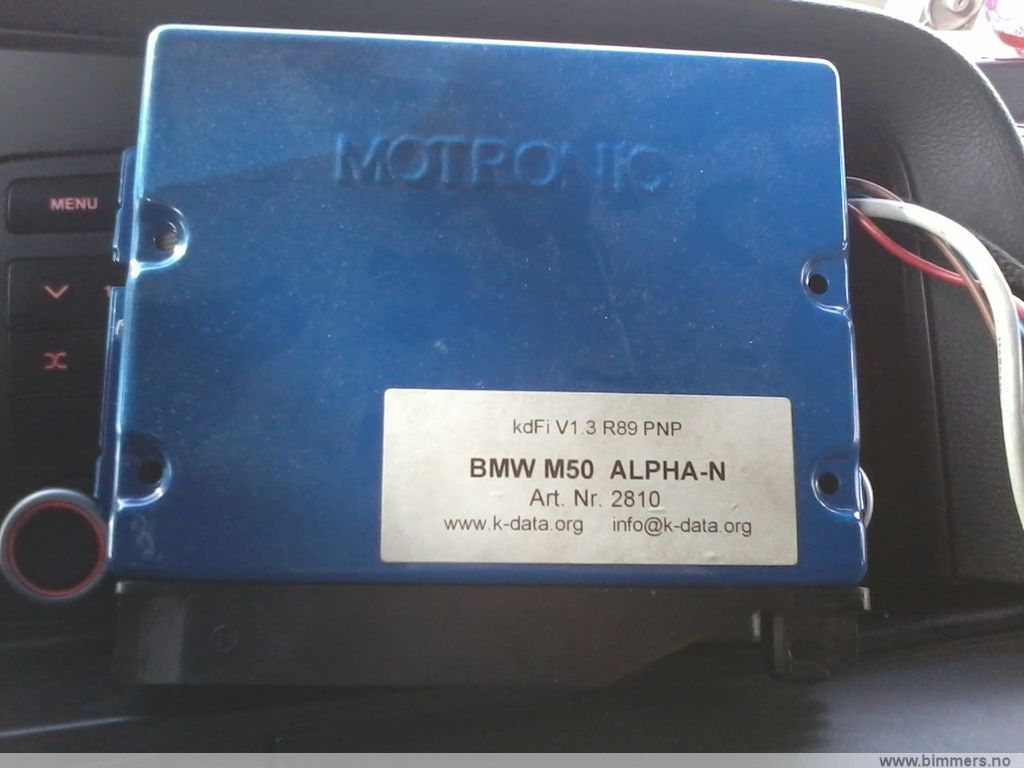 MOTRONIC
MENU
kdFi V1.3 R89 PNP
BMW M50 ALPHA-N
Art. Nr. 2810
www.k-data.org info@k-data.org
www.bimmers.no